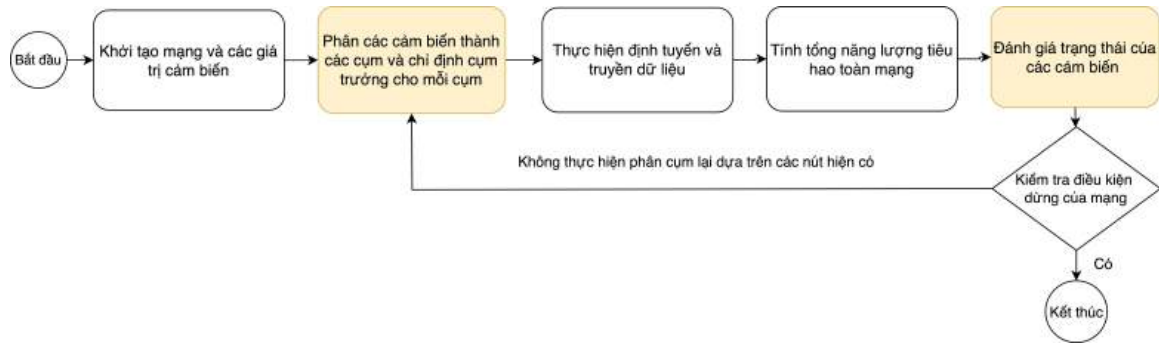 Bắt đầu
Khởi tạo mạng và các giá
trị cảm biến
Phân các cảm biến thành
các cụm và chỉ định cụm
trưởng cho mỗi cụm
Thực hiện định tuyến và
truyền dữ liệu
Tính tổng năng lượng tiêu
hao toàn mạng
Đánh giá trạng thái của
các cảm biến
Không thực hiện phân cụm lại dựa trên các nút hiện có
Kiểm tra điều kiện
dừng của mạng
Có
Kết thúc